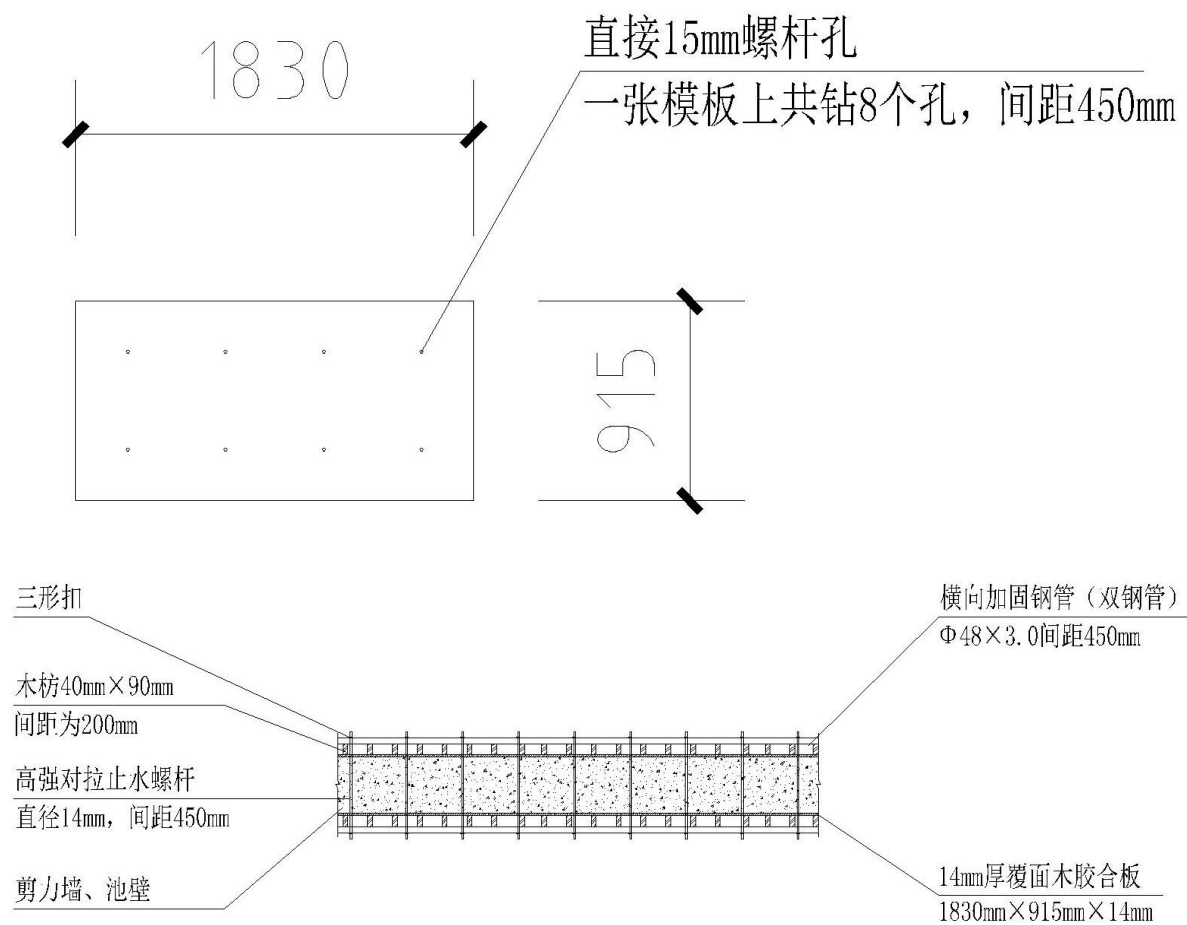 1830
直接15mm螺杆孔
一张模板上共钻8个孔，间距450mm
915
三形扣
木枋40mm×90mm
间距为200mm
高强对拉止水螺杆
直径14mm，间距450mm
剪力墙、池壁
横向加固钢管（双钢管）
Φ48×3.0间距450mm
14mm厚覆面木胶合板
1830mm×915mm×14mm